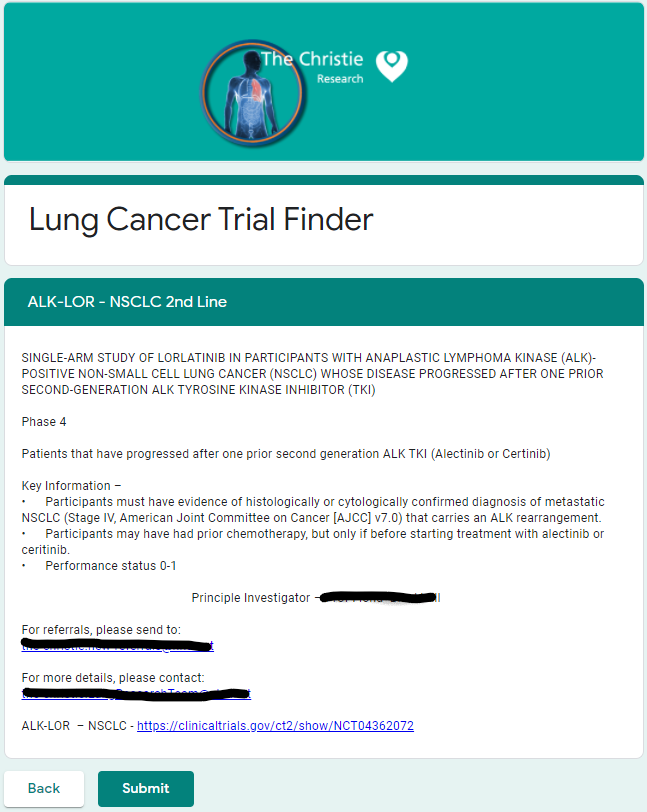 The Christie
Research
Lung Cancer Trial Finder
ALK-LOR - NSCLC 2nd Line
SINGLE-ARM STUDY OF LORLATINIB IN PARTICIPANTS WITH ANAPLASTIC LYMPHOMA KINASE (ALK)-
POSITIVE NON-SMALL CELL LUNG CANCER (NSCLC) WHOSE DISEASE PROGRESSED AFTER ONE PRIOR
SECOND-GENERATION ALK TYROSINE KINASE INHIBITOR (TKI)
Phase 4
Patients that have progressed after one prior second generation ALK TKI (Alectinib or Certinib)
Key Information –
• Participants must have evidence of histologically or cytologically confirmed diagnosis of metastatic
NSCLC (Stage IV, American Joint Committee on Cancer [AJCC] v7.0) that carries an ALK rearrangement.
• Participants may have had prior chemotherapy, but only if before starting treatment with alectinib or
ceritinib.
• Performance status 0-1
Principle Investigator –
For referrals, please send to:
For more details, please contact:
ALK-LOR – NSCLC - https://clinicaltrials.gov/ct2/show/NCT04362072
Back
Submit